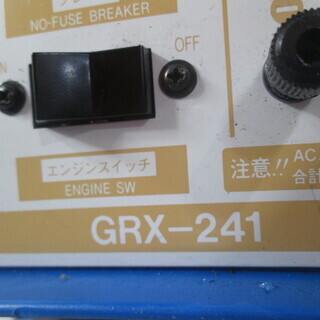 NO-FUSE BREAKER
OFF
エンジンスイッチ
ENGINE SW
注意!! AC
合計
GRX-241